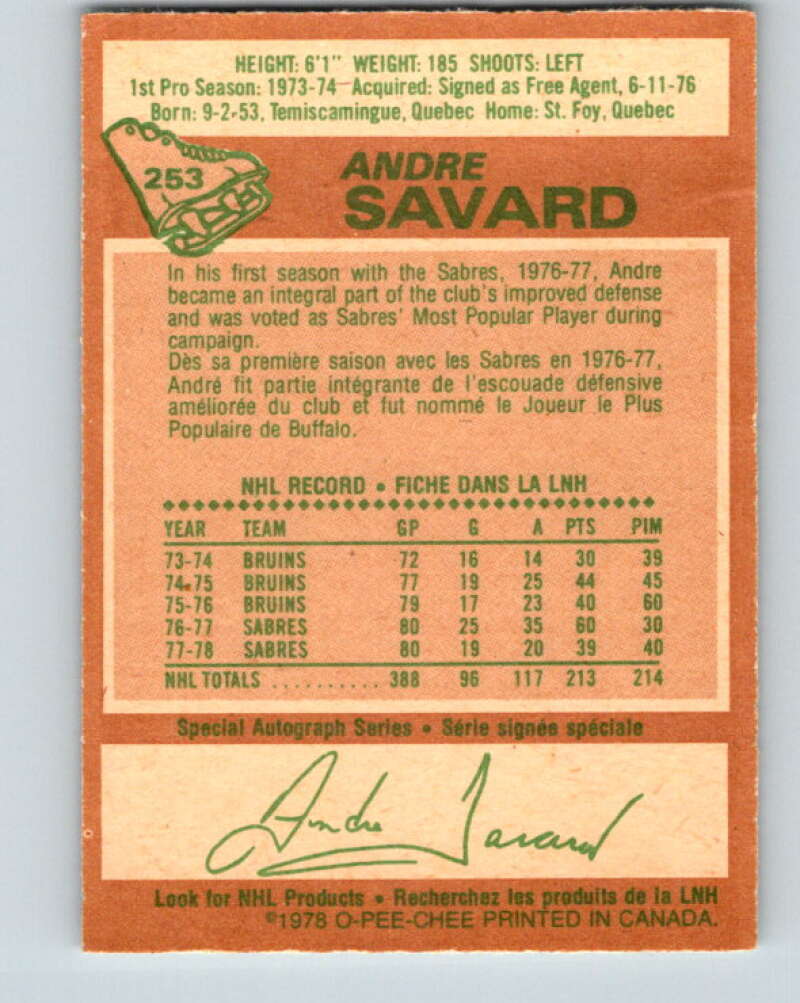 HEIGHT: 6'1" WEIGHT: 185 SHOOTS: LEFT
1st Pro Season: 1973-74 Acquired: Signed as Free Agent, 6-11-76
Born: 9-2-53, Temiscamingue, Quebec Home: St. Foy, Quebec
253
ANDRE
SAVARD
In his first season with the Sabres, 1976-77, Andre
became an integral part of the club's improved defense
and was voted as Sabres' Most Popular Player during
campaign.
Dès sa première saison avec les Sabres en 1976-77,
André fit partie intégrante de l'escouade défensive
améliorée du club et fut nommé le Joueur le Plus
Populaire de Buffalo.
NHL RECORD • FICHE DANS LA LNH
YEAR TEAM GP G A PTS PIM
73-74 BRUINS 72 16 14 30 39
74-75 BRUINS 77 19 25 44 45
75-76 BRUINS 79 17 23 40 60
76-77 SABRES 80 25 35 60 30
77-78 SABRES 80 19 20 39 40
NHL TOTALS .......... 388 96 117 213 214
Special Autograph Series • Série signée spéciale
Andre Savard
Look for NHL Products • Recherchez les produits de la LNH
©1978 O-PEE-CHEE PRINTED IN CANADA.